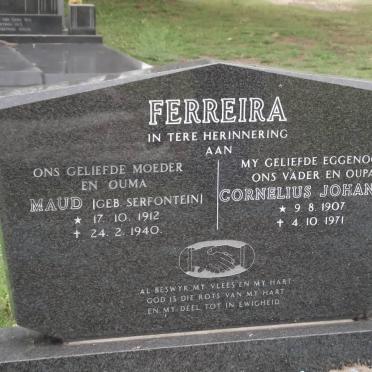 FERREIRA
IN TERE HERINNERING
AAN
ONS GELIEFDE MOEDER
EN OUMA
MAUD [GEB. SERFONTEIN]
★ 17. 10. 1912
✝ 24. 2. 1940.
MY GELIEFDE
ONS VADER EN OUPA
CORNELIUS
★ 9. 8. 1907
✝ 4. 10. 1971
AL BESWYK MY VLEES EN MY HART
GOD IS DIE ROTS VAN MY HART
EN MY DEEL TOT IN EWIGHEID